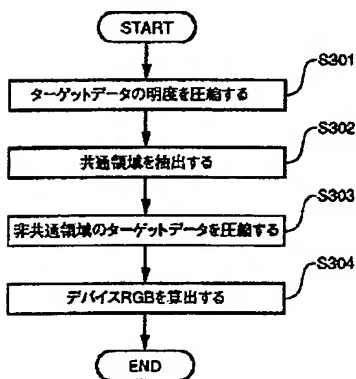 START
S301
ターゲットデータの明度を圧縮する
S302
共通領域を抽出する
S303
非共通領域のターゲットデータを圧縮する
S304
デバイスRGBを算出する
END